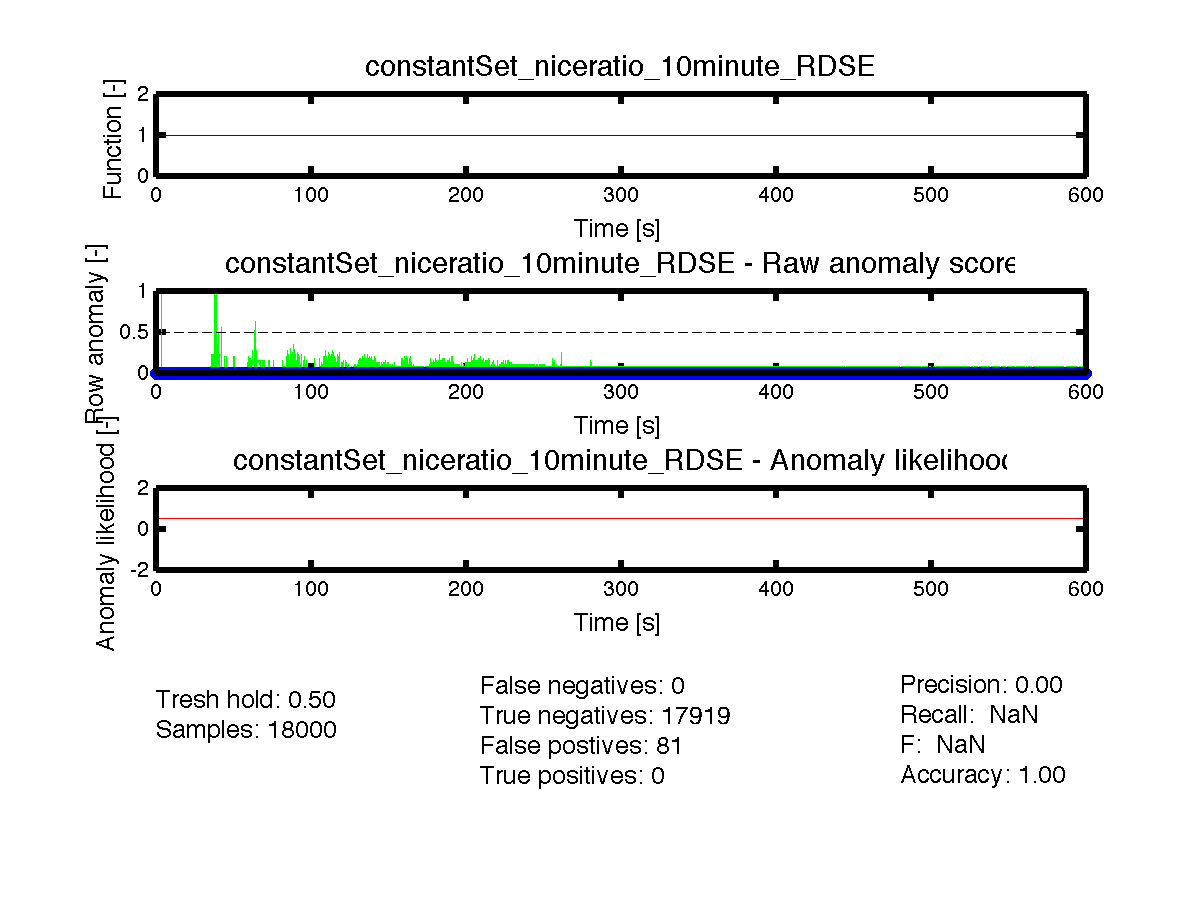 constantSet_niceratio_10minute_RDSE
Function [-]
2
1
0
0 100 200 300 400 500 600
Time [s]
constantSet_niceratio_10minute_RDSE - Raw anomaly score
Row anomaly [-]
1
0.5
0
0 100 200 300 400 500 600
Time [s]
constantSet_niceratio_10minute_RDSE - Anomaly likelihood
Anomaly likelihood [-]
2
0
-2
0 100 200 300 400 500 600
Time [s]
Tresh hold: 0.50
Samples: 18000
False negatives: 0
True negatives: 17919
False postives: 81
True positives: 0
Precision: 0.00
Recall: NaN
F: NaN
Accuracy: 1.00